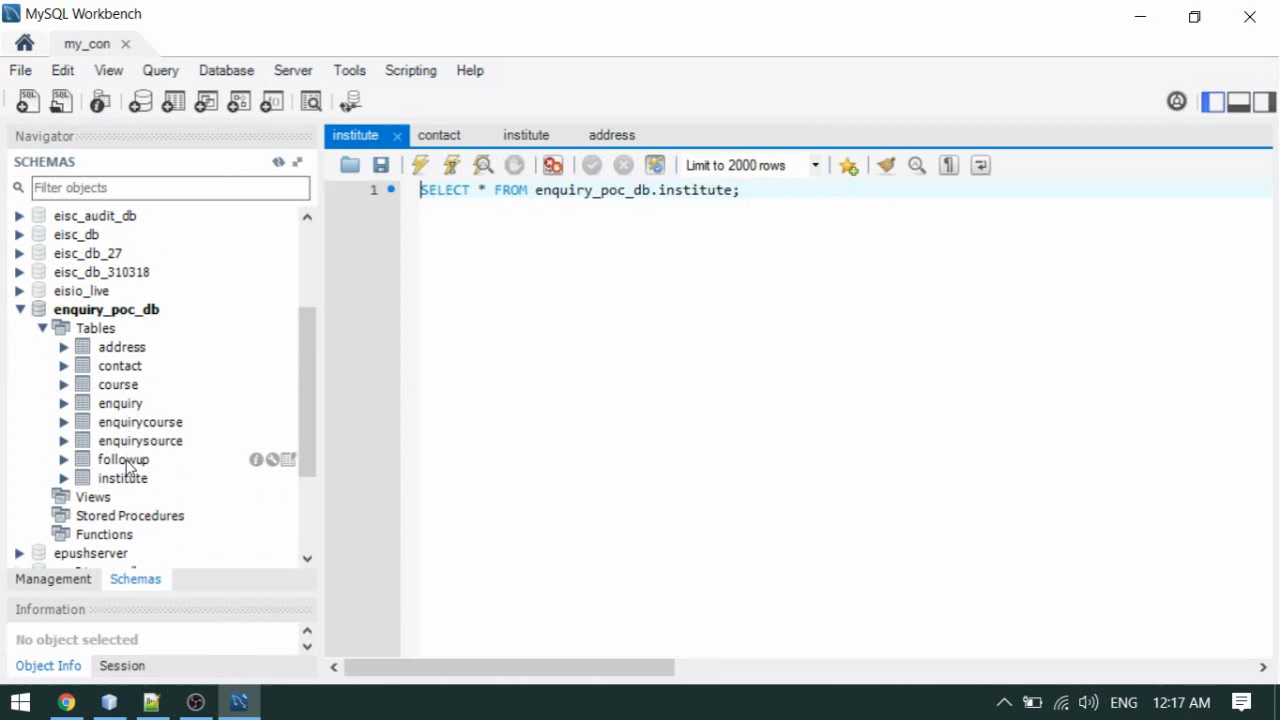 MySQL Workbench
my_con
File Edit View Query Database Server Tools Scripting Help
Navigator
SCHEMAS
Filter objects
eisc_audit_db
eisc_db
eisc_db_27
eisc_db_310318
eisio_live
enquiry_poc_db
Tables
address
contact
course
enquiry
enquirycourse
enquirysource
followup
institute
Views
Stored Procedures
Functions
epushserver
Management Schemas
Information
No object selected
Object Info Session
institute contact institute address
Limit to 2000 rows
1 SELECT * FROM enquiry_poc_db.institute;
ENG 12:17 AM